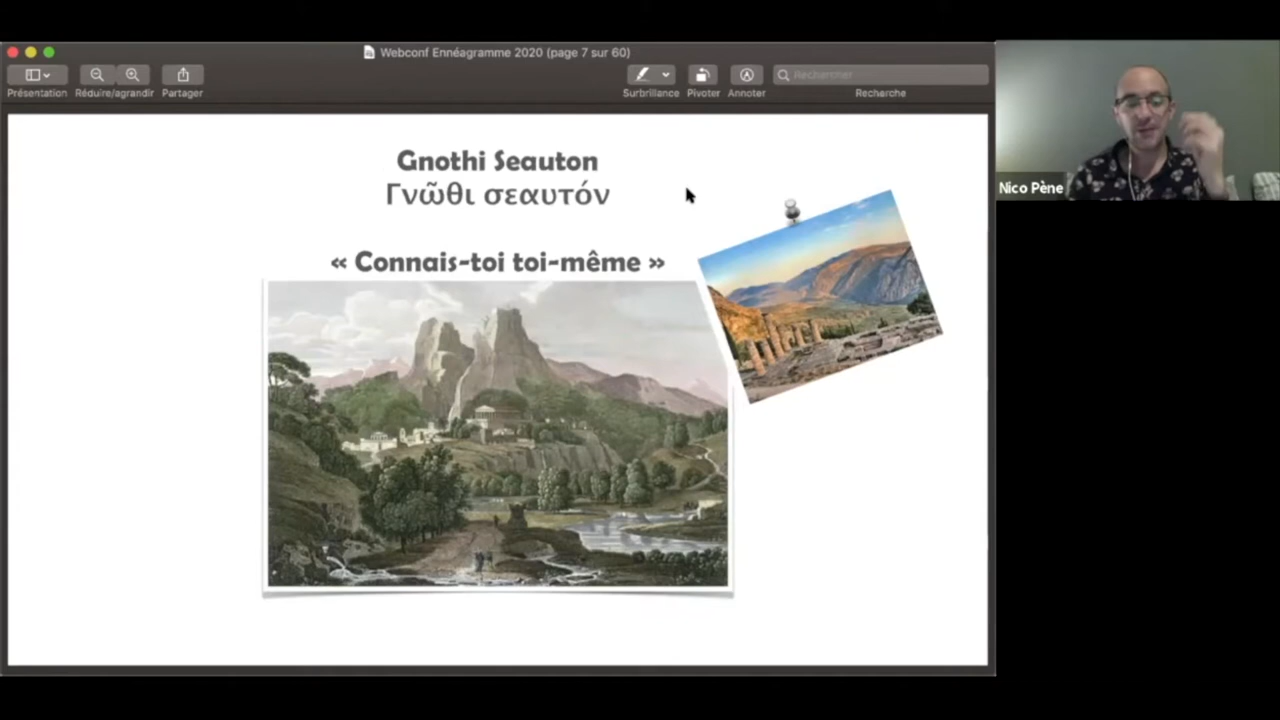 Webconf Ennéagramme 2020 (page 7 sur 60)
Présentation
Réduire/agrandir
Partager
Surbrillance
Pivoter
Annoter
Rechercher
Recherche
Gnothi Seauton
Γνῶθι σεαυτόν
« Connais-toi toi-même »
Nico Pène